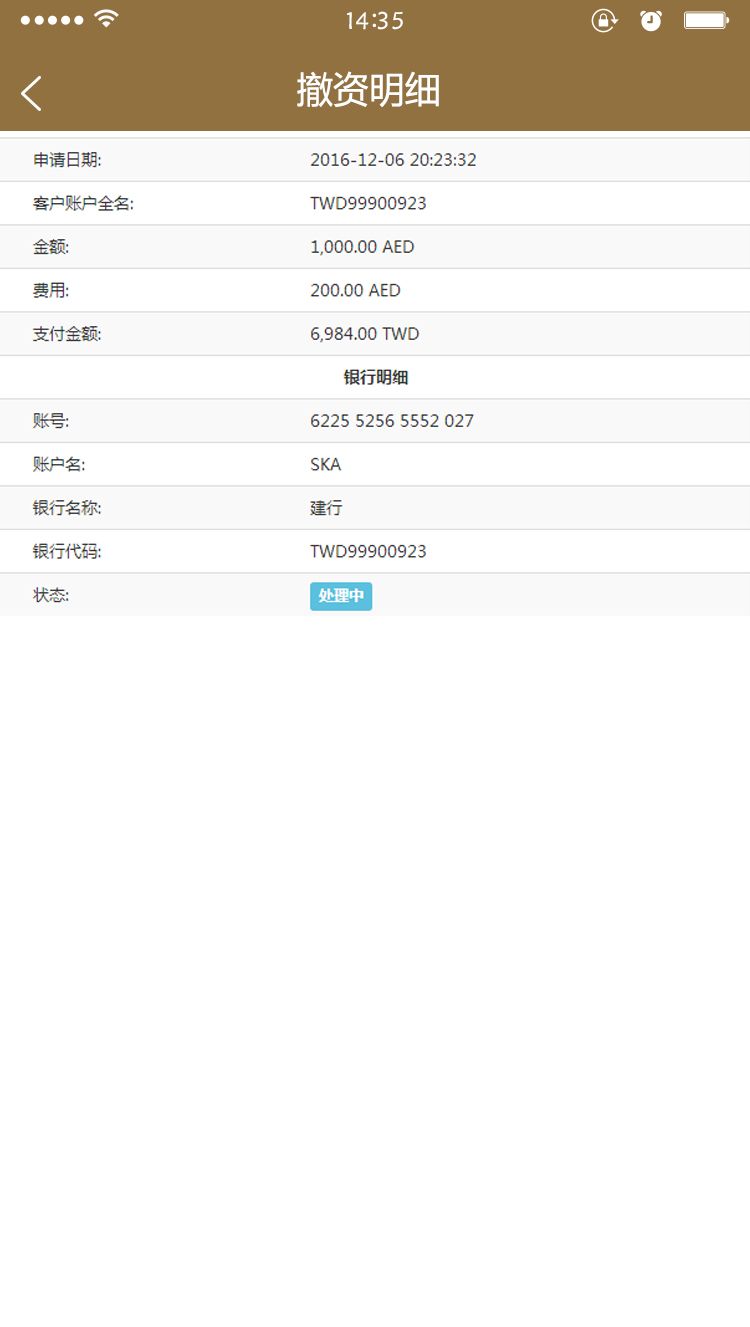 14:35
撤资明细
申请日期: 2016-12-06 20:23:32
客户账户全名: TWD99900923
金额: 1,000.00 AED
费用: 200.00 AED
支付金额: 6,984.00 TWD
银行明细
账号: 6225 5256 5552 027
账户名: SKA
银行名称: 建行
银行代码: TWD99900923
状态: 处理中